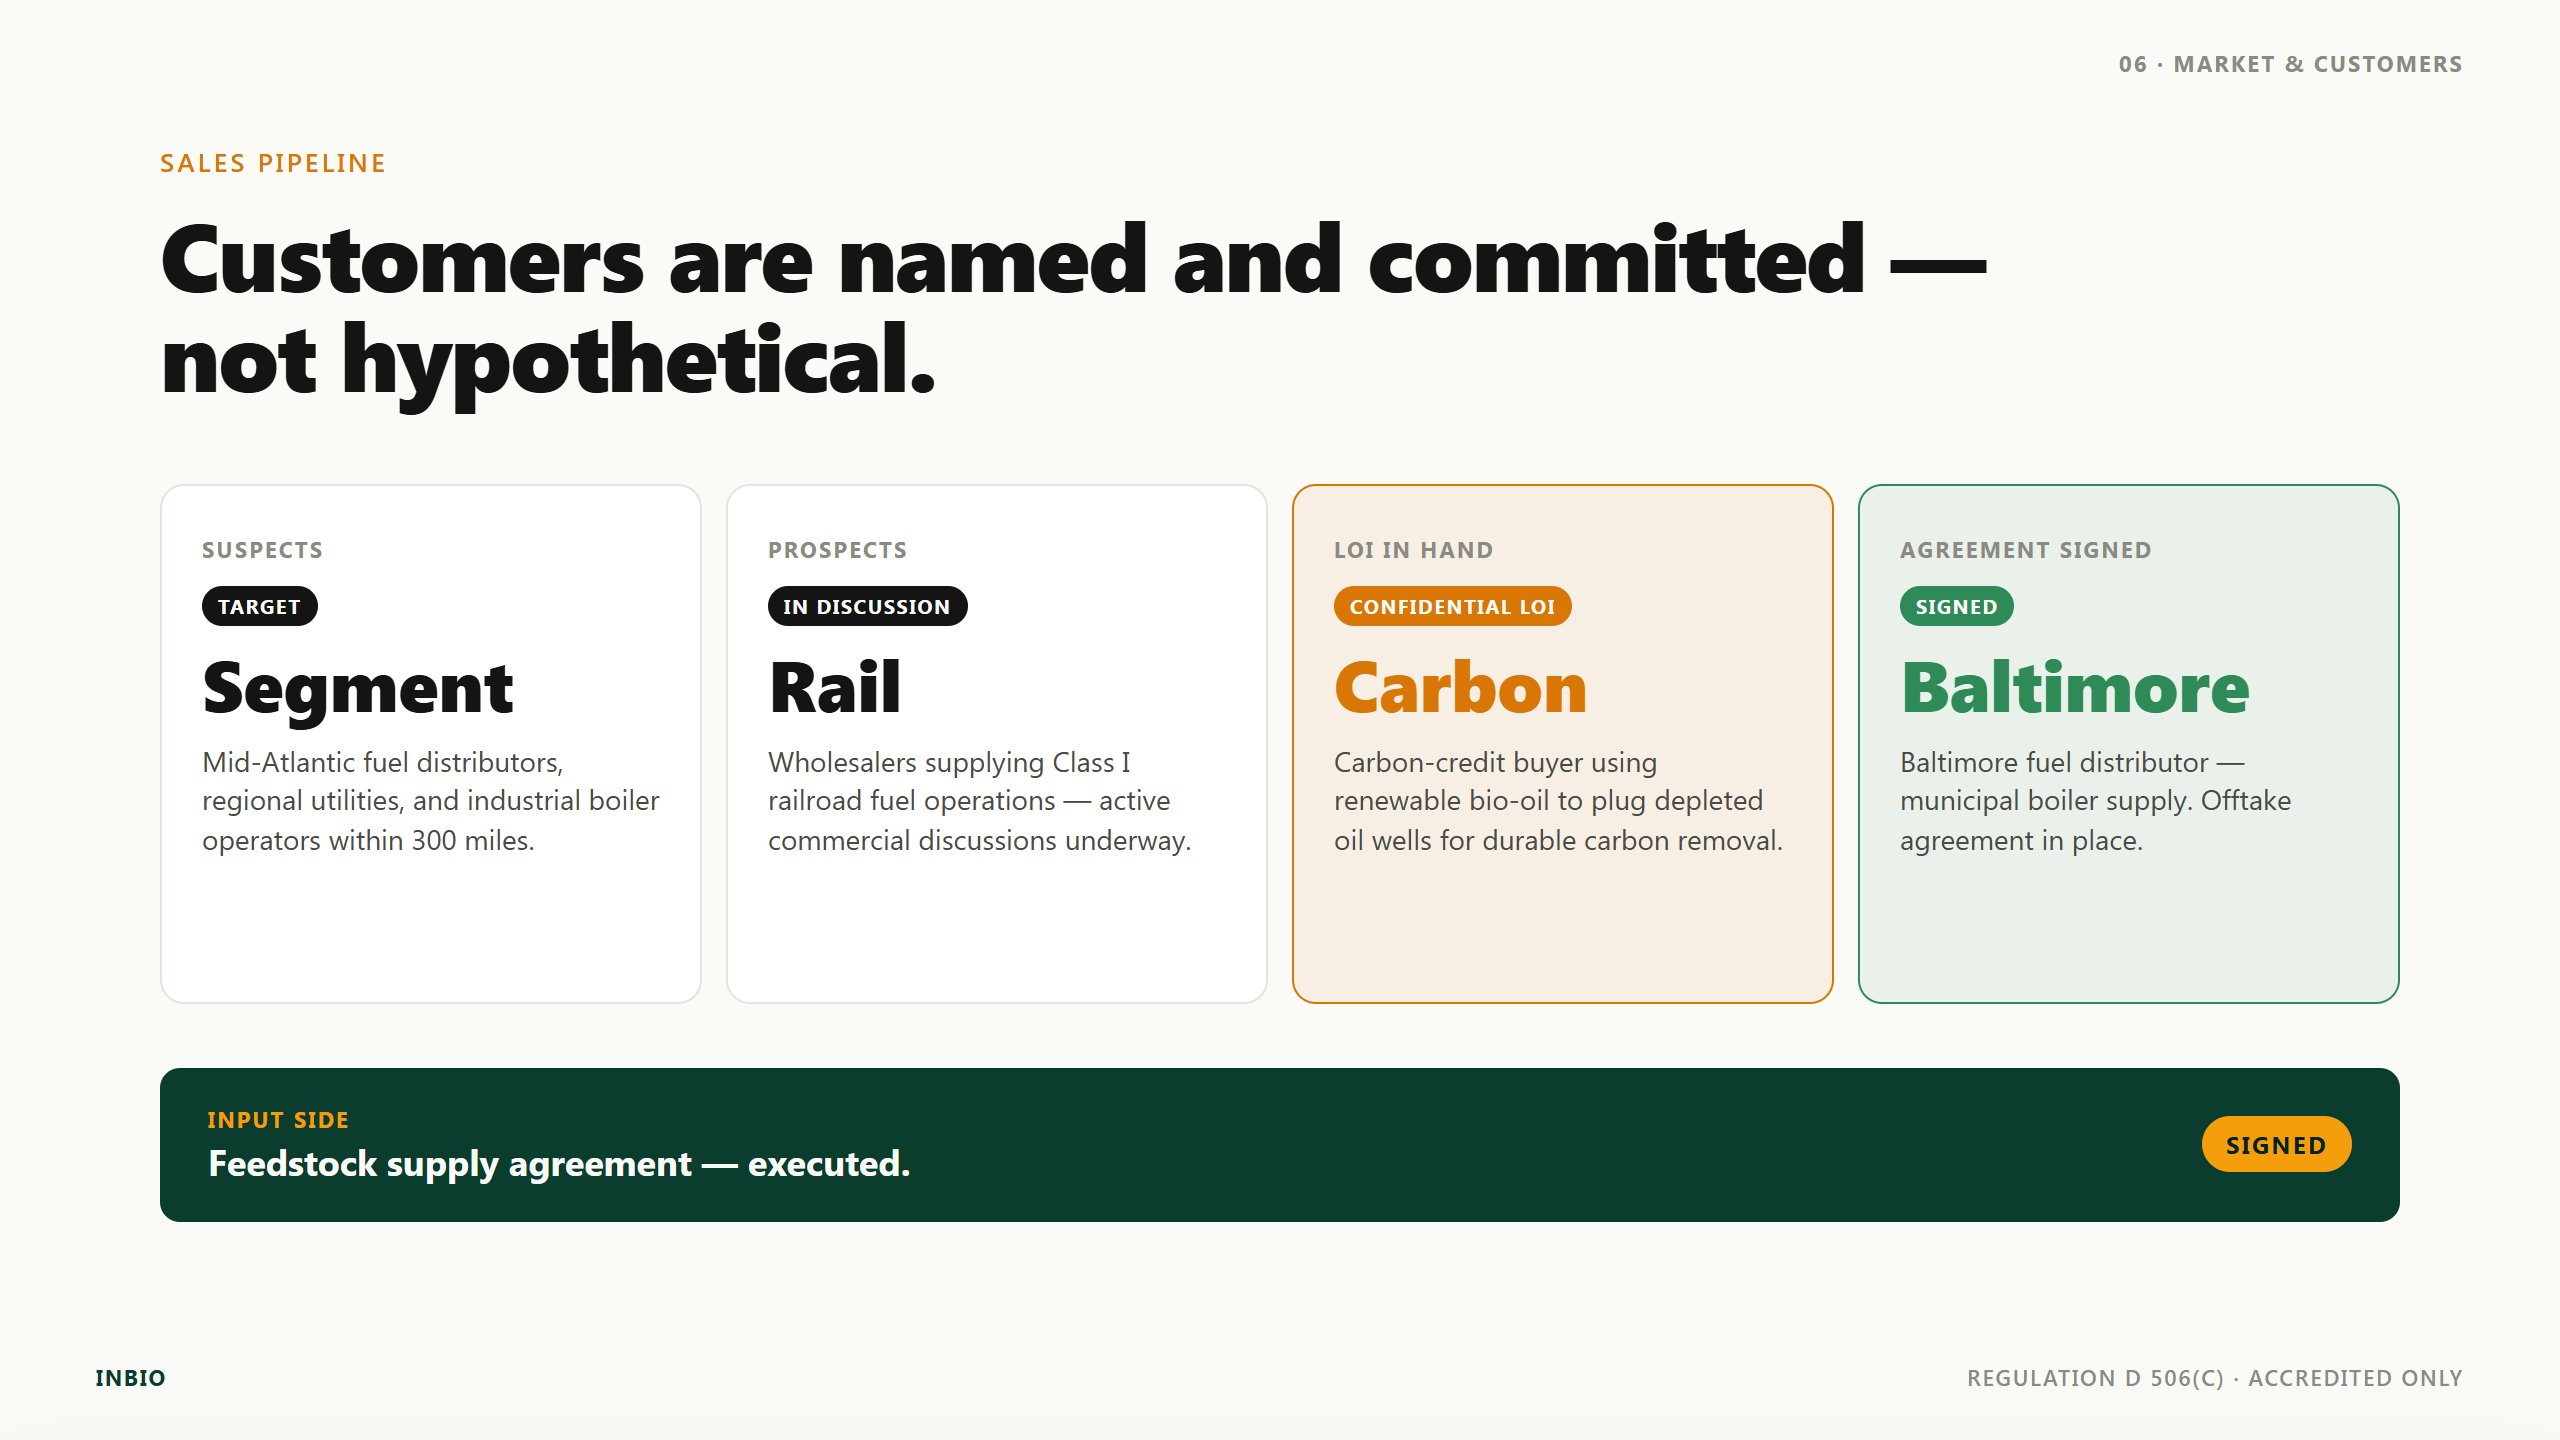 06 · MARKET & CUSTOMERS
SALES PIPELINE
Customers are named and committed —
not hypothetical.
SUSPECTS
TARGET
Segment
Mid-Atlantic fuel distributors,
regional utilities, and industrial boiler
operators within 300 miles.
PROSPECTS
IN DISCUSSION
Rail
Wholesalers supplying Class I
railroad fuel operations — active
commercial discussions underway.
LOI IN HAND
CONFIDENTIAL LOI
Carbon
Carbon-credit buyer using
renewable bio-oil to plug depleted
oil wells for durable carbon removal.
AGREEMENT SIGNED
SIGNED
Baltimore
Baltimore fuel distributor —
municipal boiler supply. Offtake
agreement in place.
INPUT SIDE
Feedstock supply agreement — executed.
SIGNED
INBIO
REGULATION D 506(C) · ACCREDITED ONLY